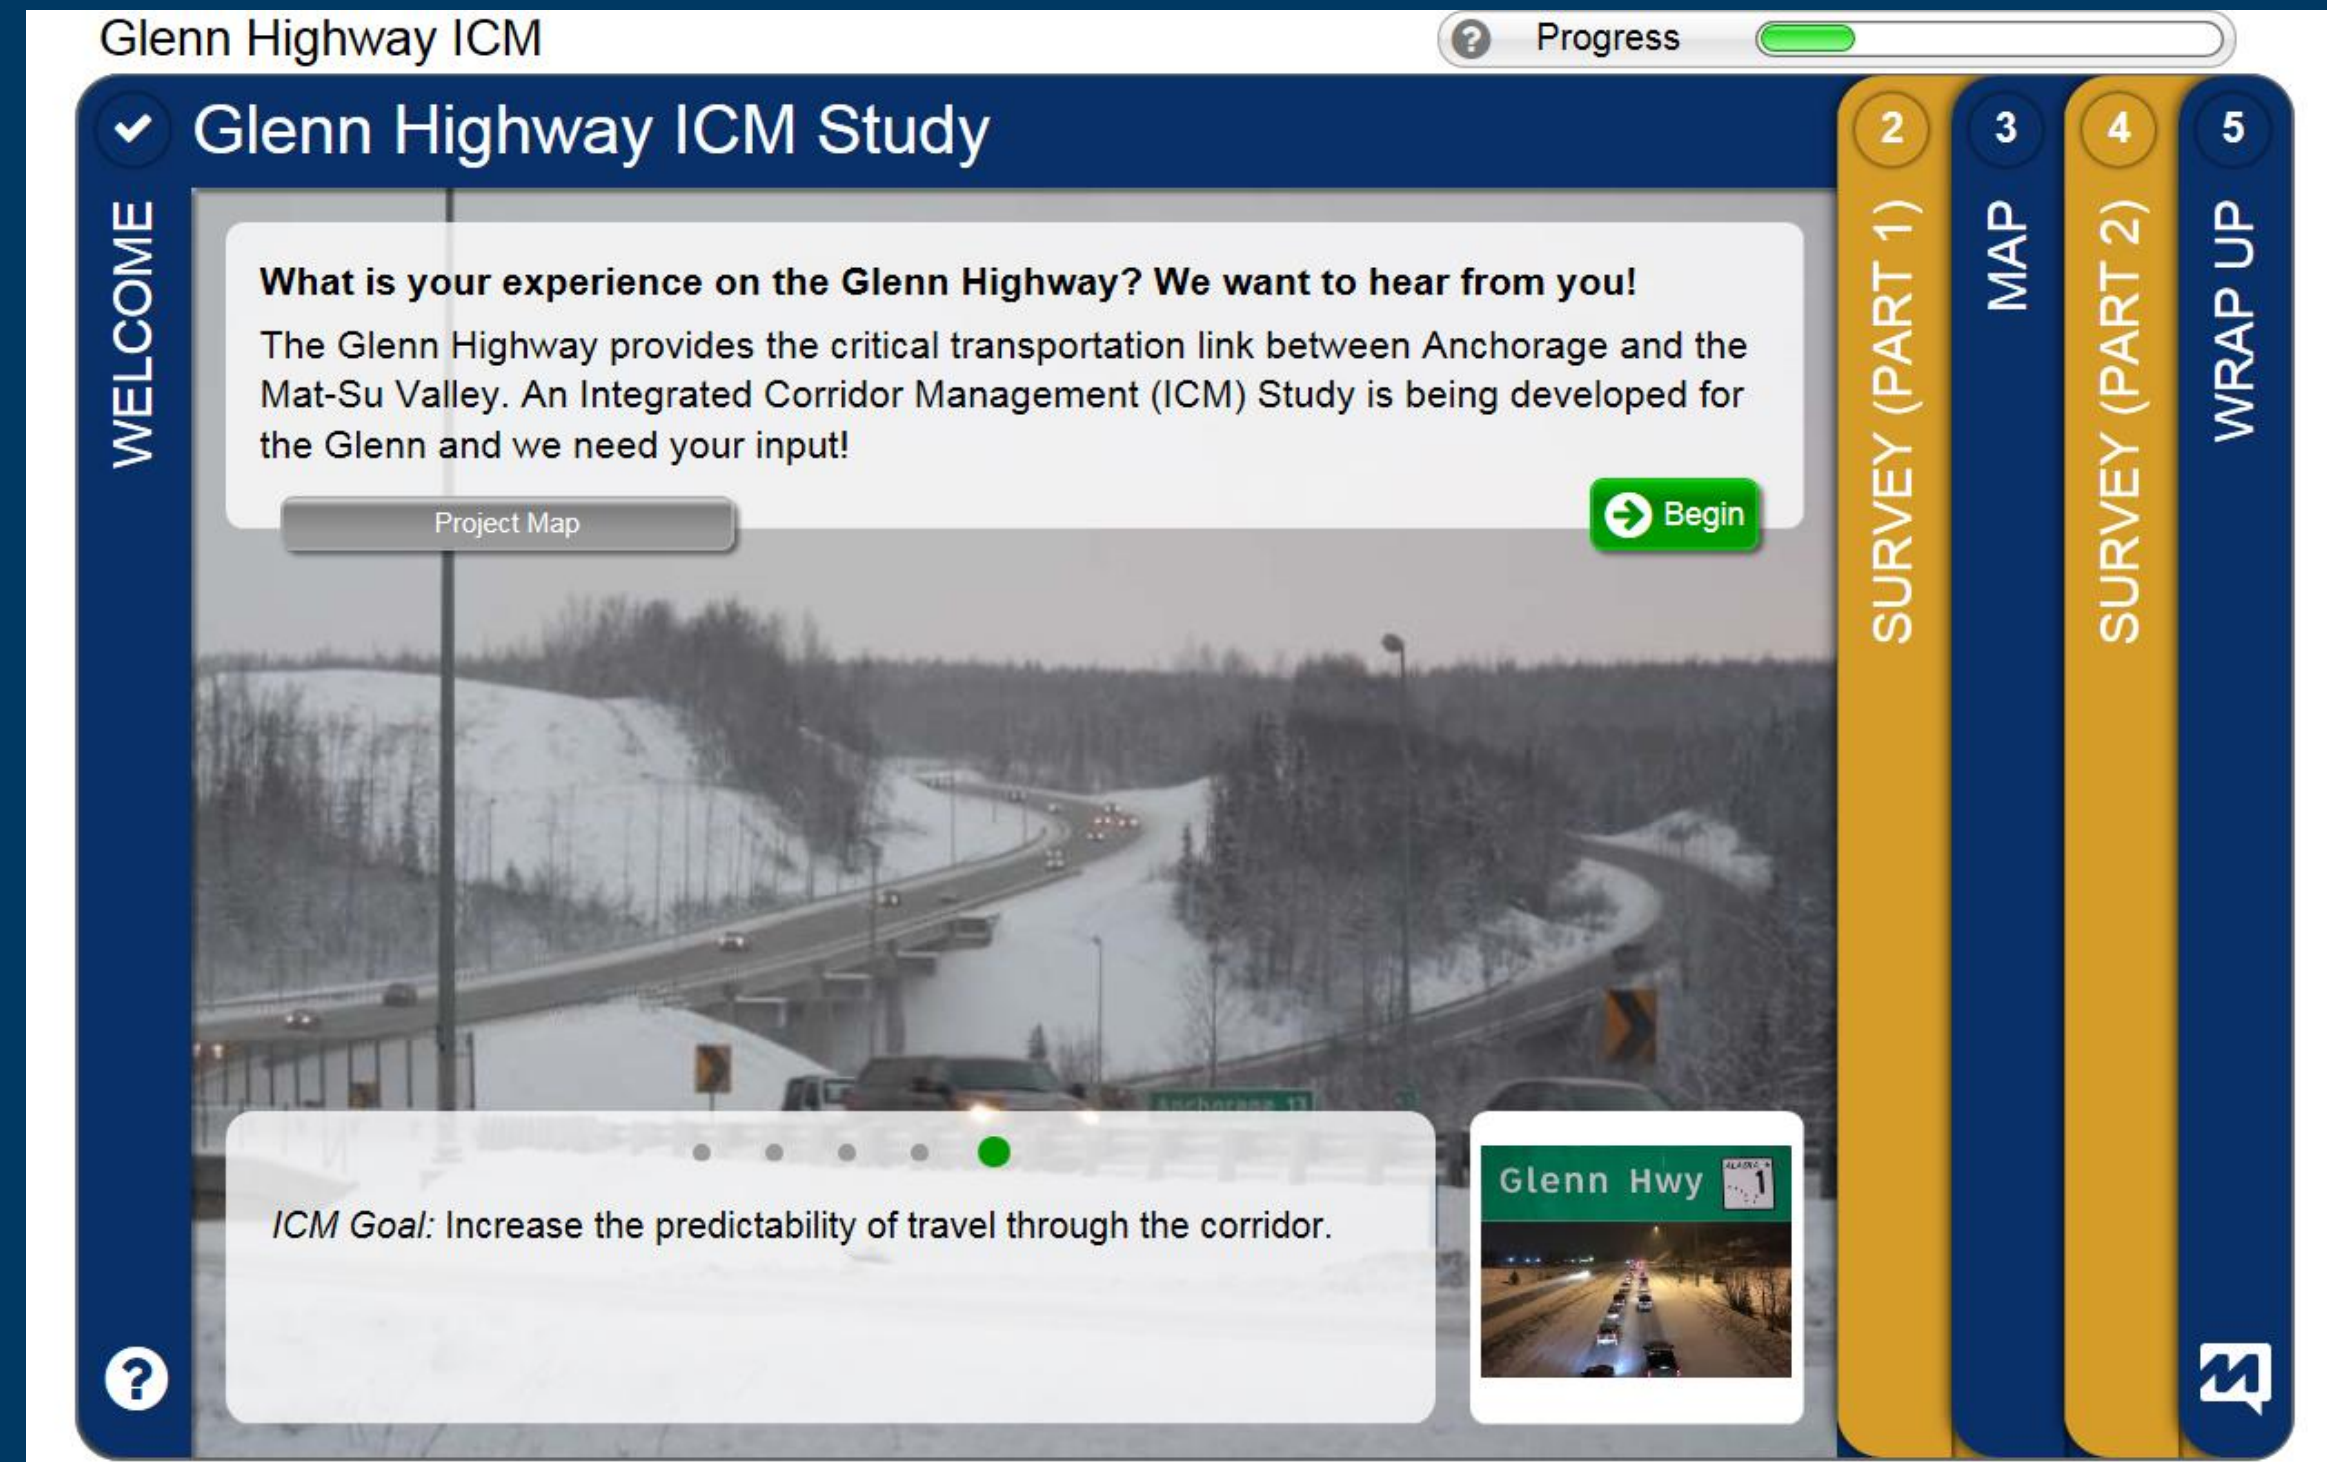 Glenn Highway ICM
Progress
Glenn Highway ICM Study
WELCOME
What is your experience on the Glenn Highway? We want to hear from you!
The Glenn Highway provides the critical transportation link between Anchorage and the
Mat-Su Valley. An Integrated Corridor Management (ICM) Study is being developed for
the Glenn and we need your input!
Project Map
Begin
Anchorage 13
ICM Goal: Increase the predictability of travel through the corridor.
Glenn Hwy
ALASKA
1
2
SURVEY (PART 1)
3
MAP
4
SURVEY (PART 2)
5
WRAP UP